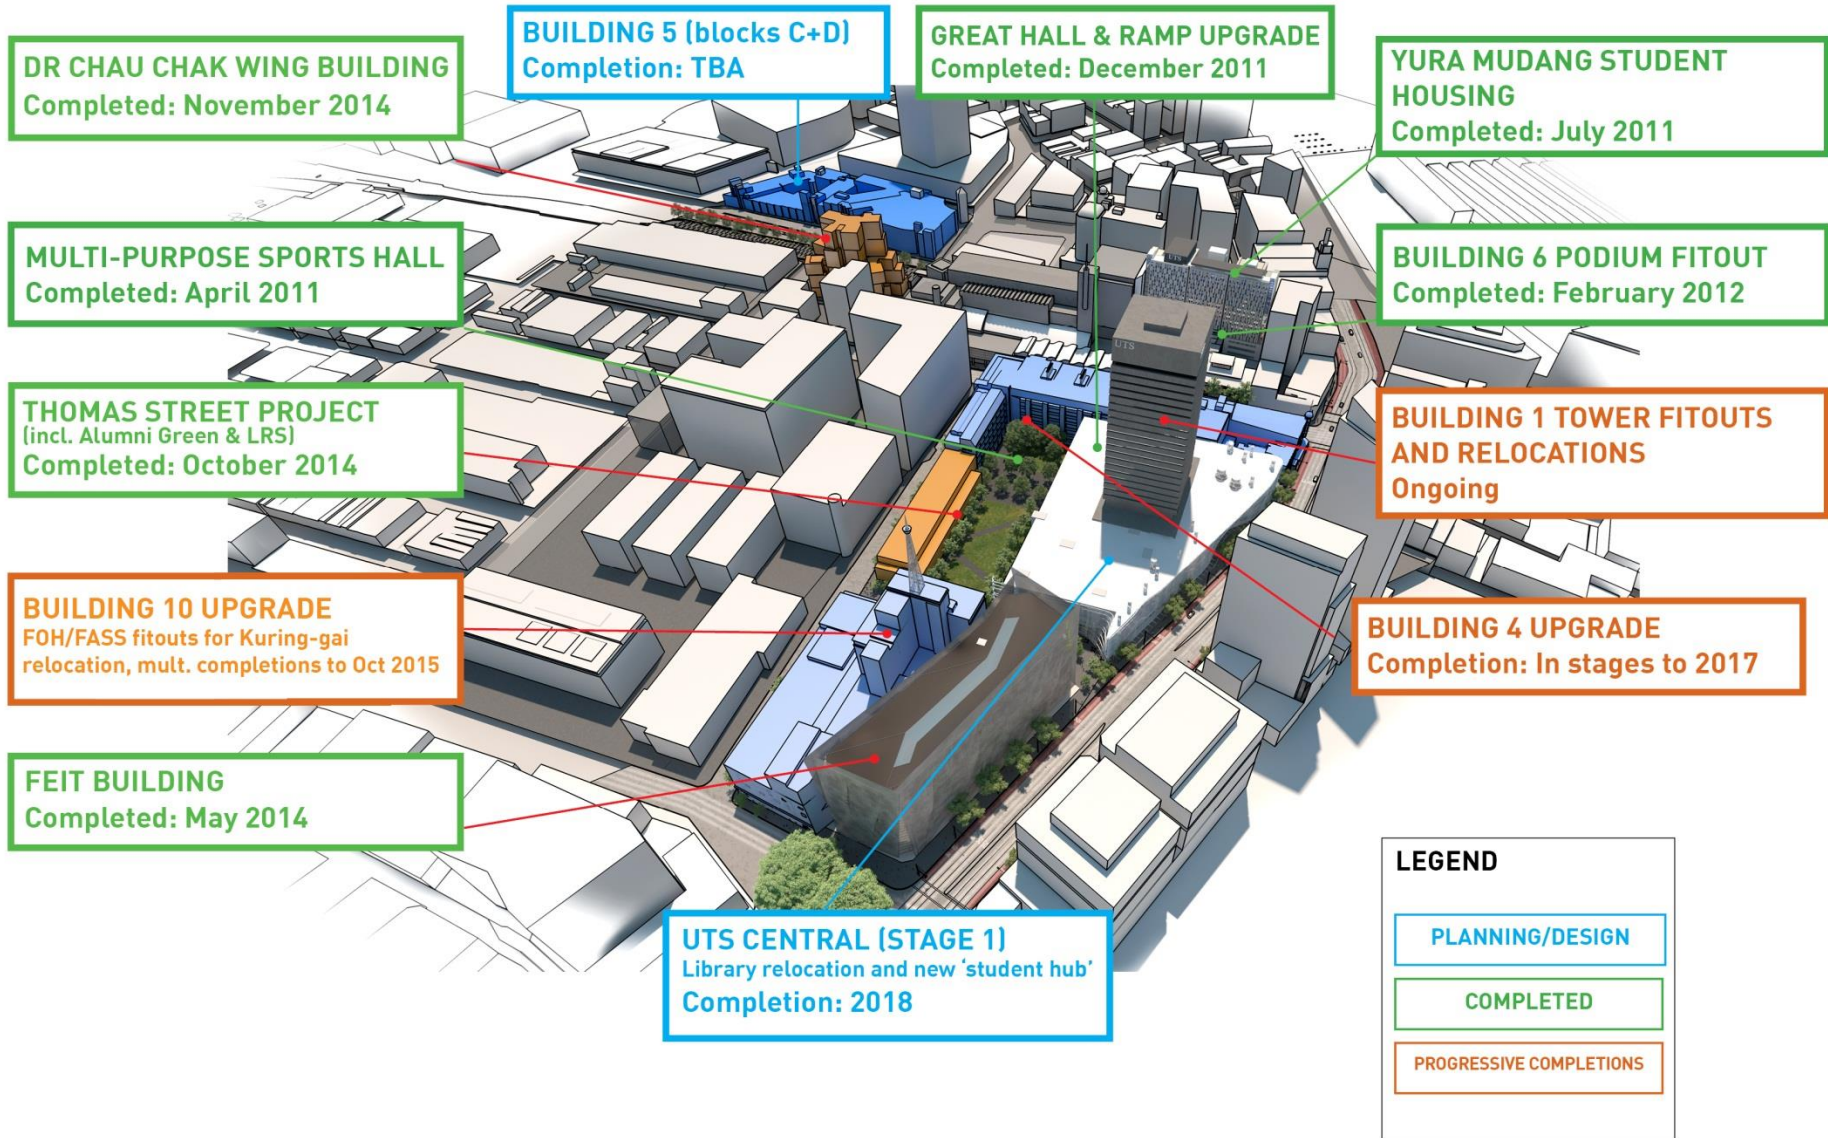 DR CHAU CHAK WING BUILDING
Completed: November 2014
BUILDING 5 (blocks C+D)
Completion: TBA
GREAT HALL & RAMP UPGRADE
Completed: December 2011
YURA MUDANG STUDENT
HOUSING
Completed: July 2011
MULTI-PURPOSE SPORTS HALL
Completed: April 2011
BUILDING 6 PODIUM FITOUT
Completed: February 2012
THOMAS STREET PROJECT
(incl. Alumni Green & LRS)
Completed: October 2014
BUILDING 1 TOWER FITOUTS
AND RELOCATIONS
Ongoing
BUILDING 10 UPGRADE
FOH/FASS fitouts for Kuring-gai
relocation, mult. completions to Oct 2015
BUILDING 4 UPGRADE
Completion: In stages to 2017
FEIT BUILDING
Completed: May 2014
UTS CENTRAL (STAGE 1)
Library relocation and new ‘student hub’
Completion: 2018
UTS
UTS
LEGEND
PLANNING/DESIGN
COMPLETED
PROGRESSIVE COMPLETIONS